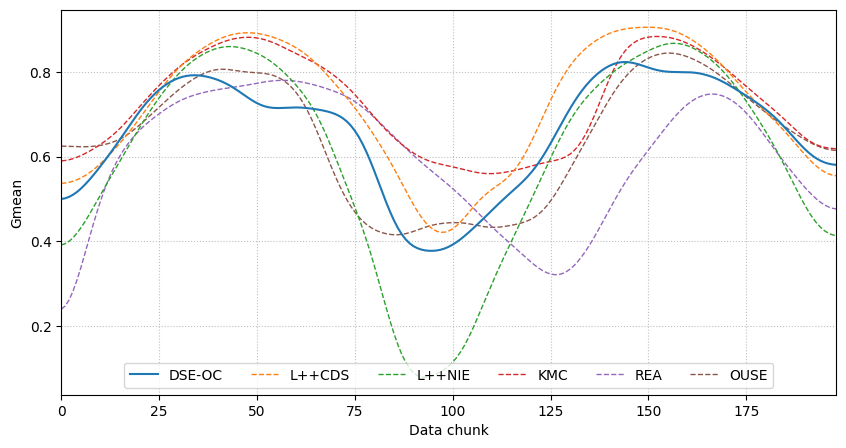 Gmean
0.8
0.6
0.4
0.2
DSE-OC L++CDS L++NIE KMC REA OUSE
0 25 50 75 100 125 150 175
Data chunk